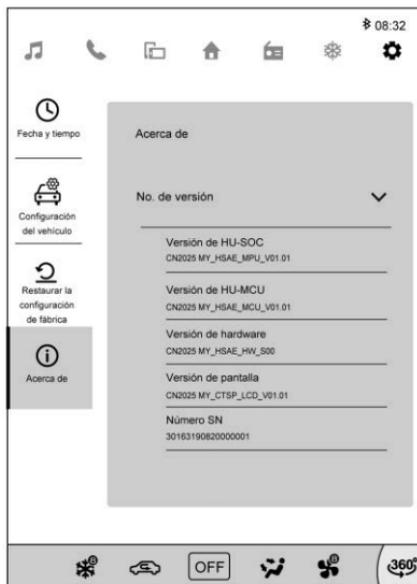 08:32
Fecha y tiempo
Acerca de
No. de versión
Configuración
del vehículo
Versión de HU-SOC
CN2025 MY_HSAE_MPU_V01.01
Versión de HU-MCU
CN2025 MY_HSAE_MCU_V01.01
Restaurar la
configuración
de fábrica
Versión de hardware
CN2025 MY_HSAE_HW_S00
Acerca de
Versión de pantalla
CN2025 MY_CTSP_LCD_V01.01
Número SN
30163190820000001
OFF
360°